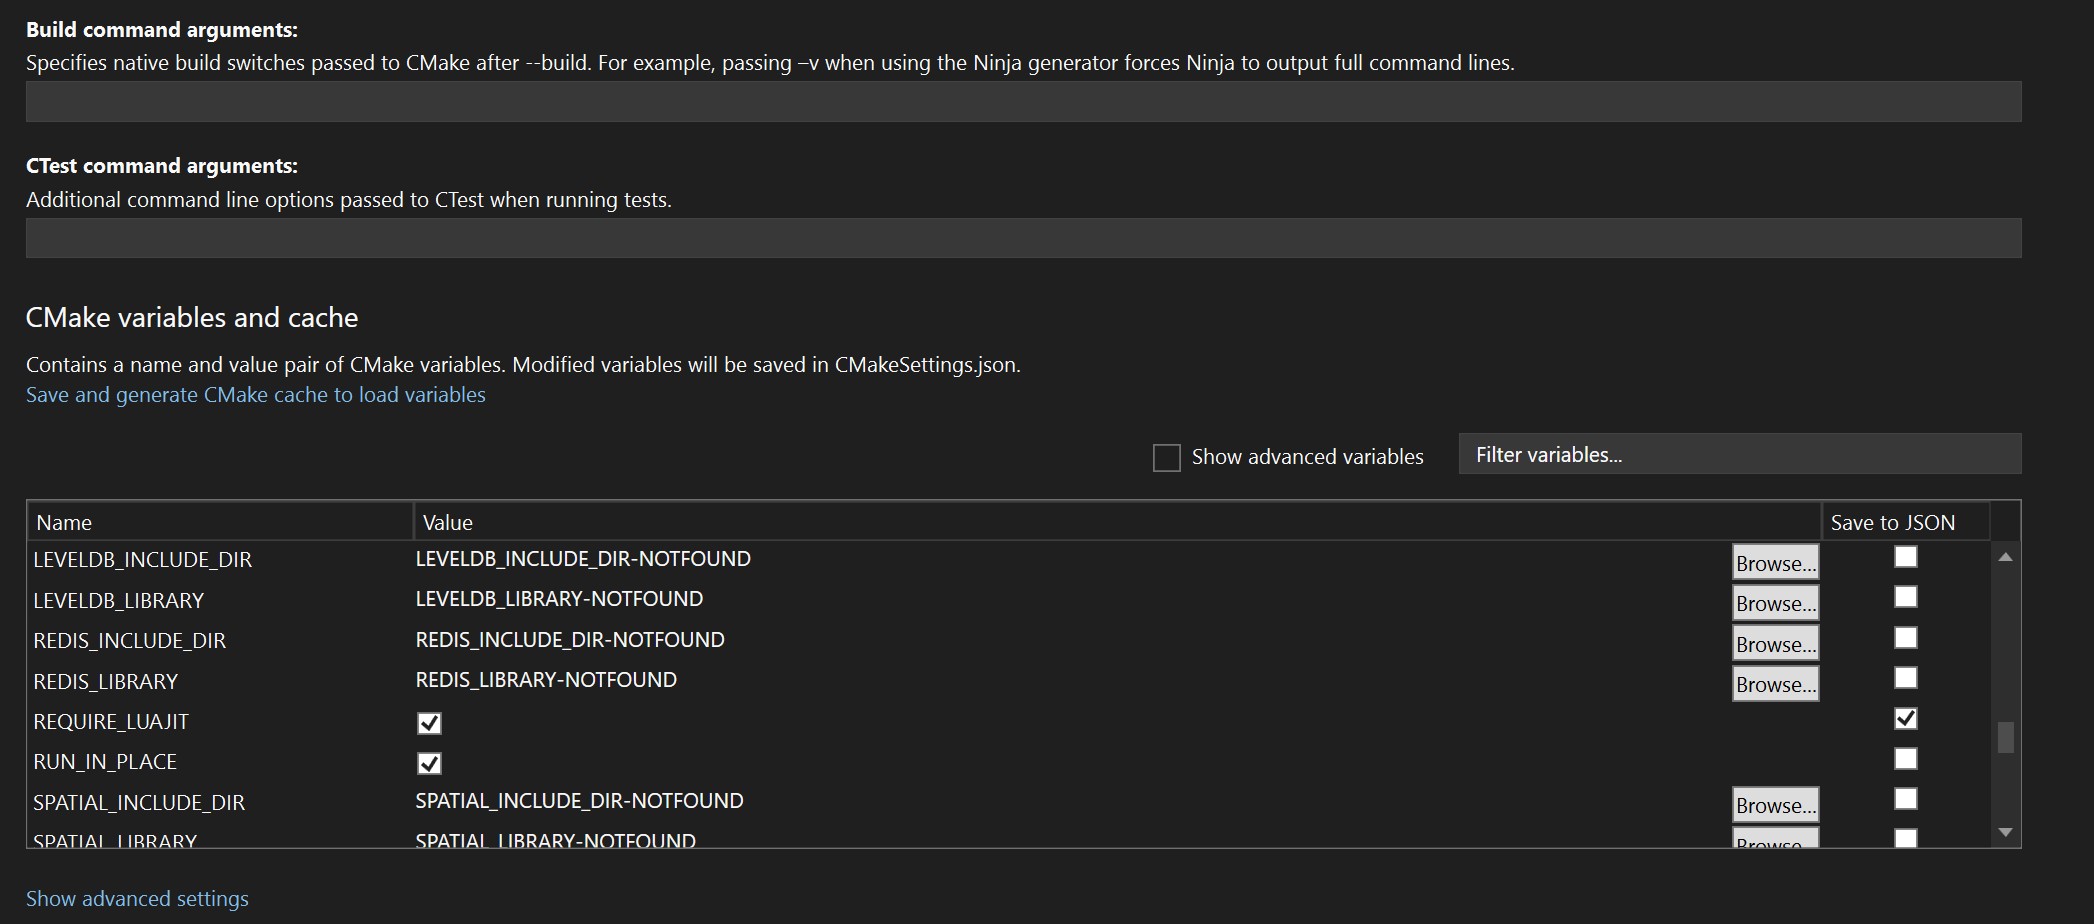 Build command arguments:
Specifies native build switches passed to CMake after --build. For example, passing –v when using the Ninja generator forces Ninja to output full command lines.
CTest command arguments:
Additional command line options passed to CTest when running tests.
CMake variables and cache
Contains a name and value pair of CMake variables. Modified variables will be saved in CMakeSettings.json.
Save and generate CMake cache to load variables
Show advanced variables Filter variables...
Name Value Save to JSON
LEVELDB_INCLUDE_DIR LEVELDB_INCLUDE_DIR-NOTFOUND Browse...
LEVELDB_LIBRARY LEVELDB_LIBRARY-NOTFOUND Browse...
REDIS_INCLUDE_DIR REDIS_INCLUDE_DIR-NOTFOUND Browse...
REDIS_LIBRARY REDIS_LIBRARY-NOTFOUND Browse...
REQUIRE_LUAJIT
RUN_IN_PLACE
SPATIAL_INCLUDE_DIR SPATIAL_INCLUDE_DIR-NOTFOUND Browse...
SPATIAL_LIBRARY SPATIAL_LIBRARY-NOTFOUND Browse...
Show advanced settings